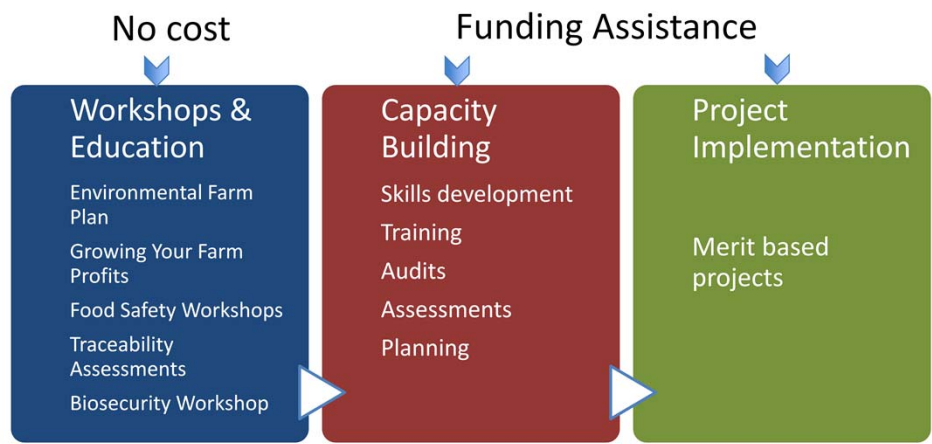 No cost
Funding Assistance
Workshops &
Education
Environmental Farm
Plan
Growing Your Farm
Profits
Food Safety Workshops
Traceability
Assessments
Biosecurity Workshop
Capacity
Building
Skills development
Training
Audits
Assessments
Planning
Project
Implementation
Merit based
projects